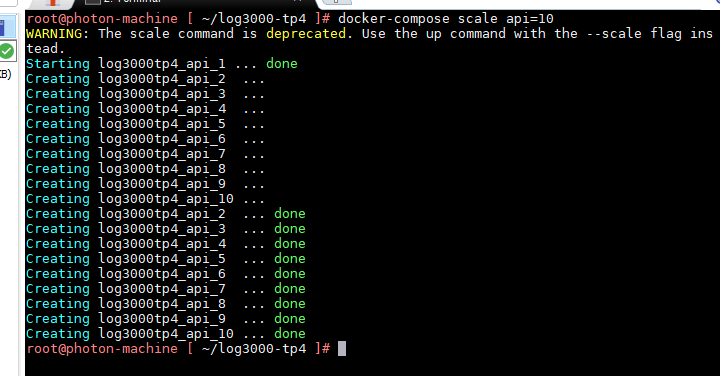 2. Terminal
KB)
root@photon-machine [ ~/log3000-tp4 ]# docker-compose scale api=10
WARNING: The scale command is deprecated. Use the up command with the --scale flag ins
tead.
Starting log3000tp4_api_1 ... done
Creating log3000tp4_api_2  ...
Creating log3000tp4_api_3  ...
Creating log3000tp4_api_4  ...
Creating log3000tp4_api_5  ...
Creating log3000tp4_api_6  ...
Creating log3000tp4_api_7  ...
Creating log3000tp4_api_8  ...
Creating log3000tp4_api_9  ...
Creating log3000tp4_api_10 ...
Creating log3000tp4_api_2  ... done
Creating log3000tp4_api_3  ... done
Creating log3000tp4_api_4  ... done
Creating log3000tp4_api_5  ... done
Creating log3000tp4_api_6  ... done
Creating log3000tp4_api_7  ... done
Creating log3000tp4_api_8  ... done
Creating log3000tp4_api_9  ... done
Creating log3000tp4_api_10 ... done
root@photon-machine [ ~/log3000-tp4 ]#